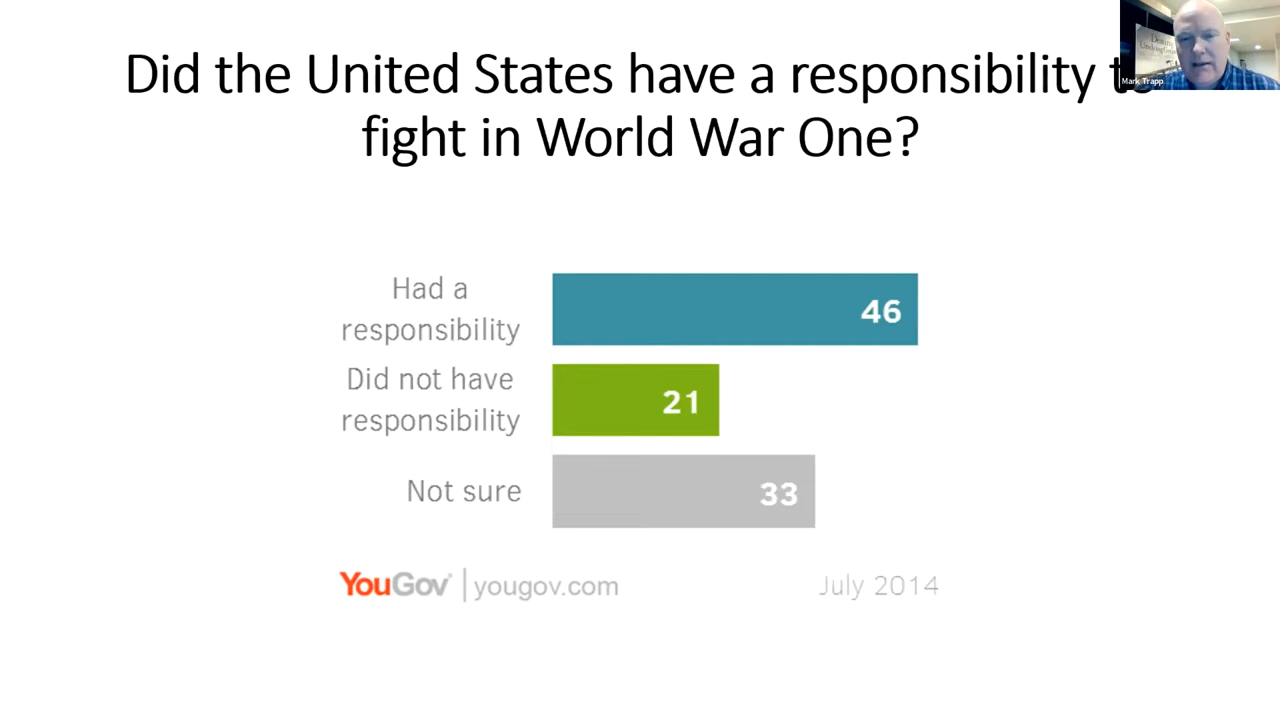 Did the United States have a responsibility to
fight in World War One?
Mark Trapp
Had a
responsibility
46
Did not have
responsibility
21
Not sure
33
YouGov | yougov.com
July 2014